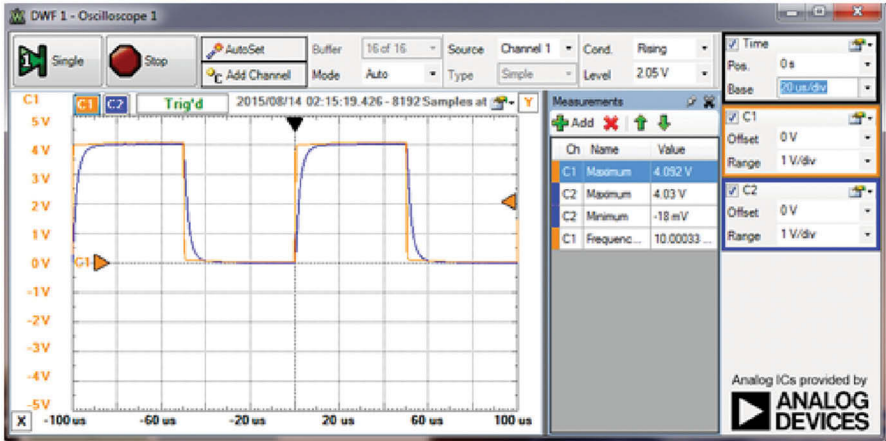 DWF 1 - Oscilloscope 1
Single
Stop
AutoSet
Add Channel
Buffer 16 of 16
Mode Auto
Source Channel 1
Type Simple
Cond. Rising
Level 2.05 V
C1 C1 C2 Trig'd 2015/08/14 02:15:19.426 - 8192 Samples at Y
5 V
4 V
3 V
2 V
1 V
0 V
-1 V
-2 V
-3 V
-4 V
-5 V
C1
X -100 us -60 us -20 us 20 us 60 us 100 us
Measurements
Add
Ch Name Value
C1 Maximum 4.092 V
C2 Maximum 4.03 V
C2 Minimum -18 mV
C1 Frequenc... 10.00033 ...
Time
Pos. 0 s
Base 20 us/div
C1
Offset 0 V
Range 1 V/div
C2
Offset 0 V
Range 1 V/div
Analog ICs provided by
ANALOG
DEVICES